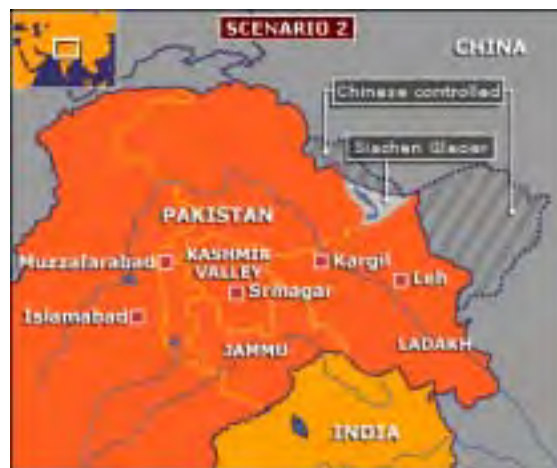 SCENARIO 2
CHINA
Chinese controlled
Siachen Glacier
PAKISTAN
Muzzafarabad
KASHMIR
VALLEY
Kargil
Leh
Srinagar
Islamabad
JAMMU
LADAKH
INDIA